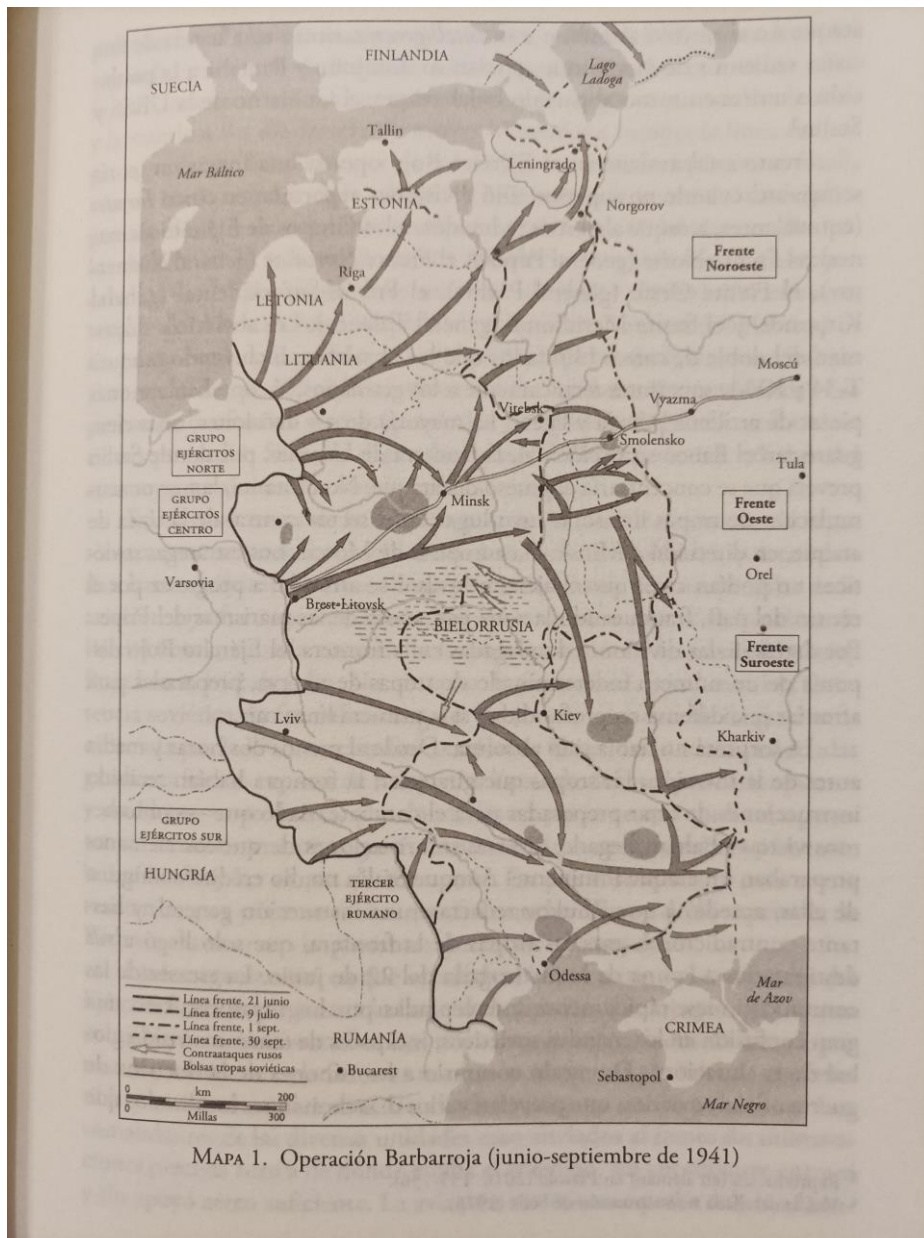 FINLANDIA
SUECIA
Lago
Ladoga
Tallin
Leningrado
Mar Báltico
ESTONIA
Norgorov
Frente
Noroeste
Riga
LETONIA
LITUANIA
Moscú
Vitebsk
Vyazma
Smolensko
GRUPO
EJÉRCITOS
NORTE
Tula
Minsk
GRUPO
EJÉRCITOS
CENTRO
Frente
Oeste
Varsovia
Orel
Brest-Litovsk
BIELORRUSIA
Frente
Suroeste
Lviv
Kiev
Kharkiv
GRUPO
EJÉRCITOS SUR
HUNGRÍA
TERCER
EJÉRCITO
RUMANO
Odessa
Mar
de Azov
Línea frente, 21 junio
Línea frente, 9 julio
Línea frente, 1 sept.
Línea frente, 30 sept.
Contraataques rusos
Bolsas tropas soviéticas
RUMANÍA
CRIMEA
Bucarest
Sebastopol
0 km 200
0 Millas 300
Mar Negro
MAPA 1. Operación Barbarroja (junio-septiembre de 1941)